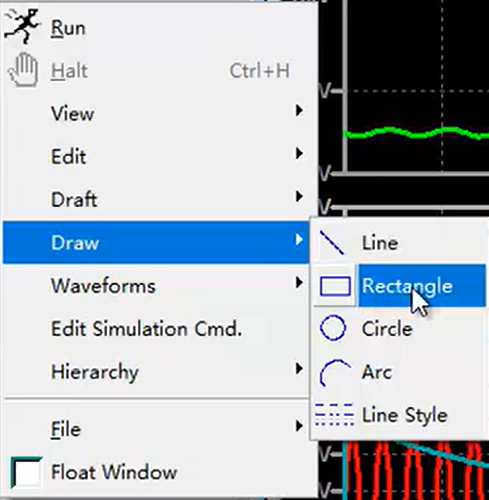 Run
Halt Ctrl+H
View
Edit
Draft
Draw
Line
Waveforms
Rectangle
Edit Simulation Cmd.
Circle
Hierarchy
Arc
Line Style
File
Float Window
V
V
V
V